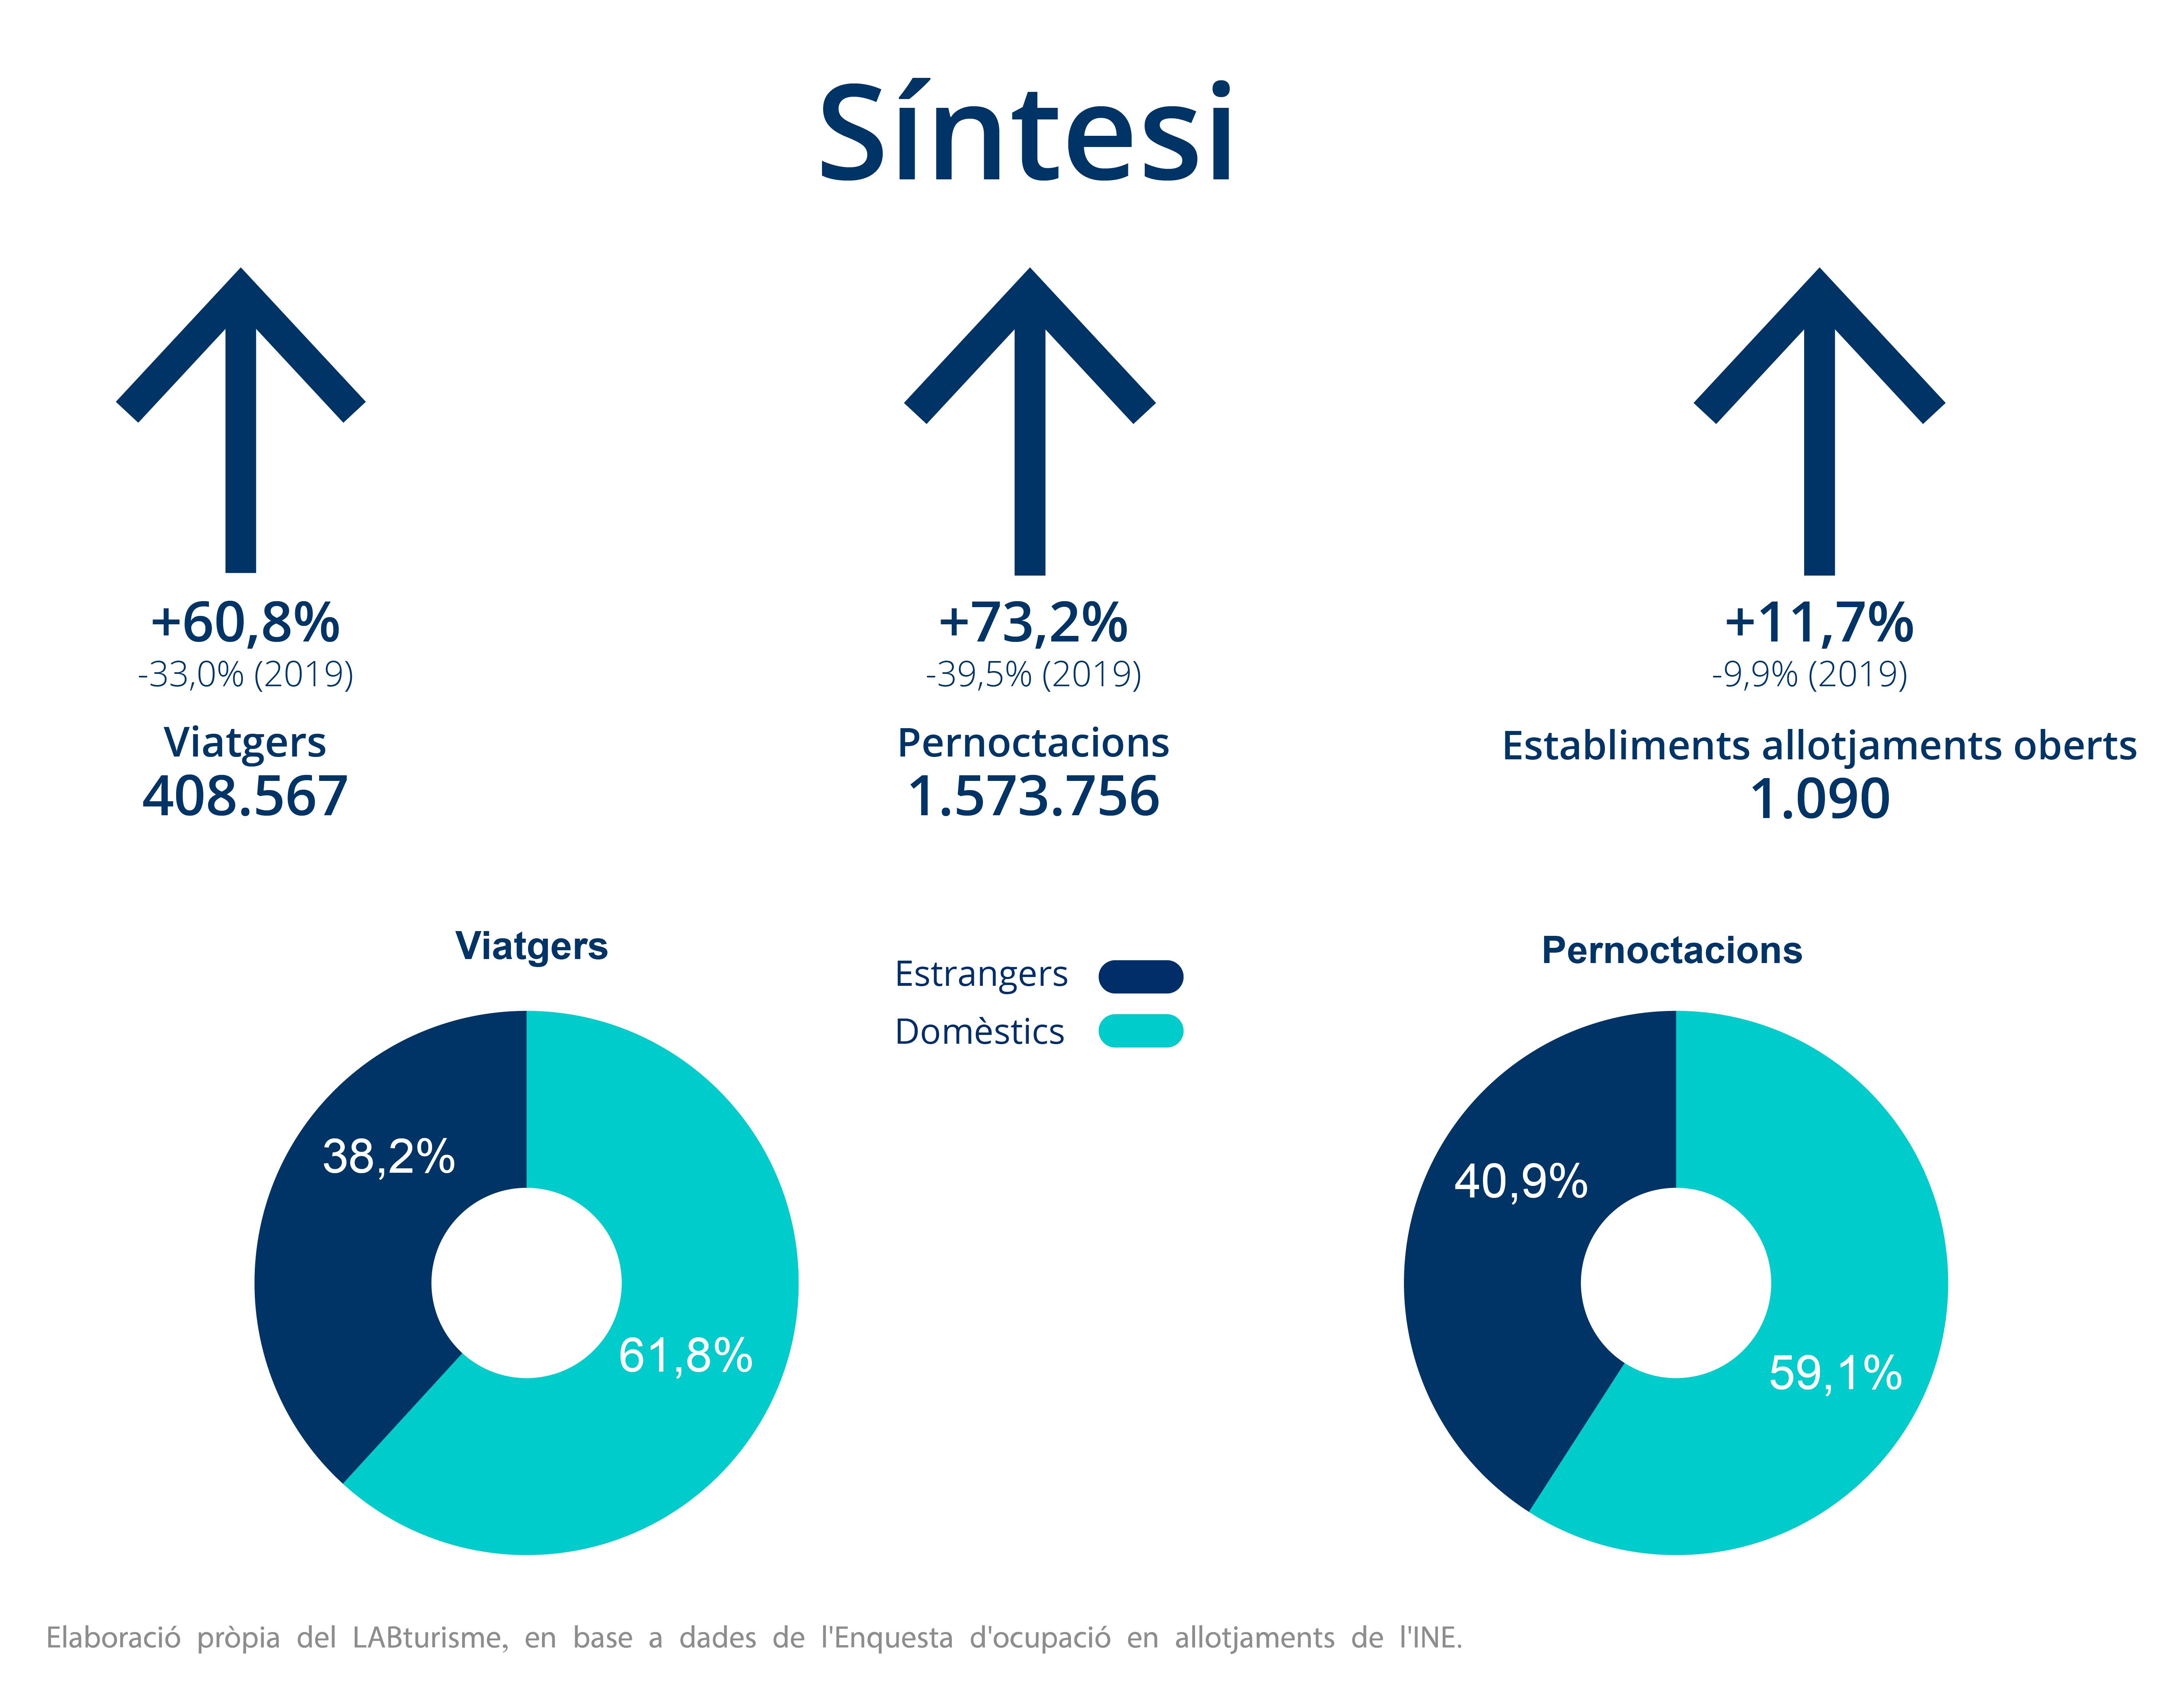 Síntesi
+60,8%
-33,0% (2019)
Viatgers
408.567
+73,2%
-39,5% (2019)
Pernoctacions
1.573.756
+11,7%
-9,9% (2019)
Establiments allotjaments oberts
1.090
Viatgers
38,2%
61,8%
Estrangers
Domèstics
Pernoctacions
40,9%
59,1%
Elaboració pròpia del LABturisme, en base a dades de l'Enquesta d'ocupació en allotjaments de l'INE.